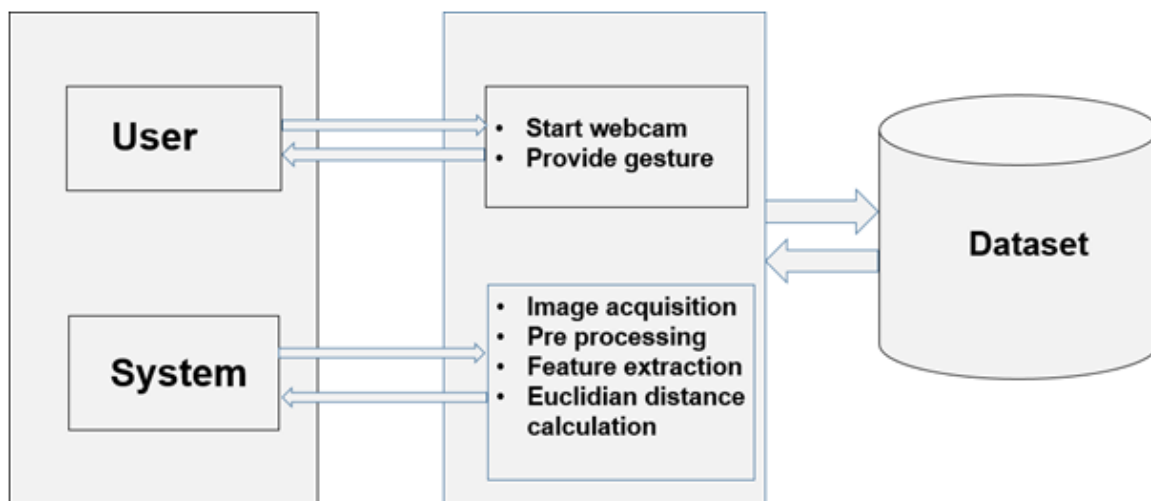 User
• Start webcam
• Provide gesture
Dataset
System
• Image acquisition
• Pre processing
• Feature extraction
• Euclidian distance
calculation